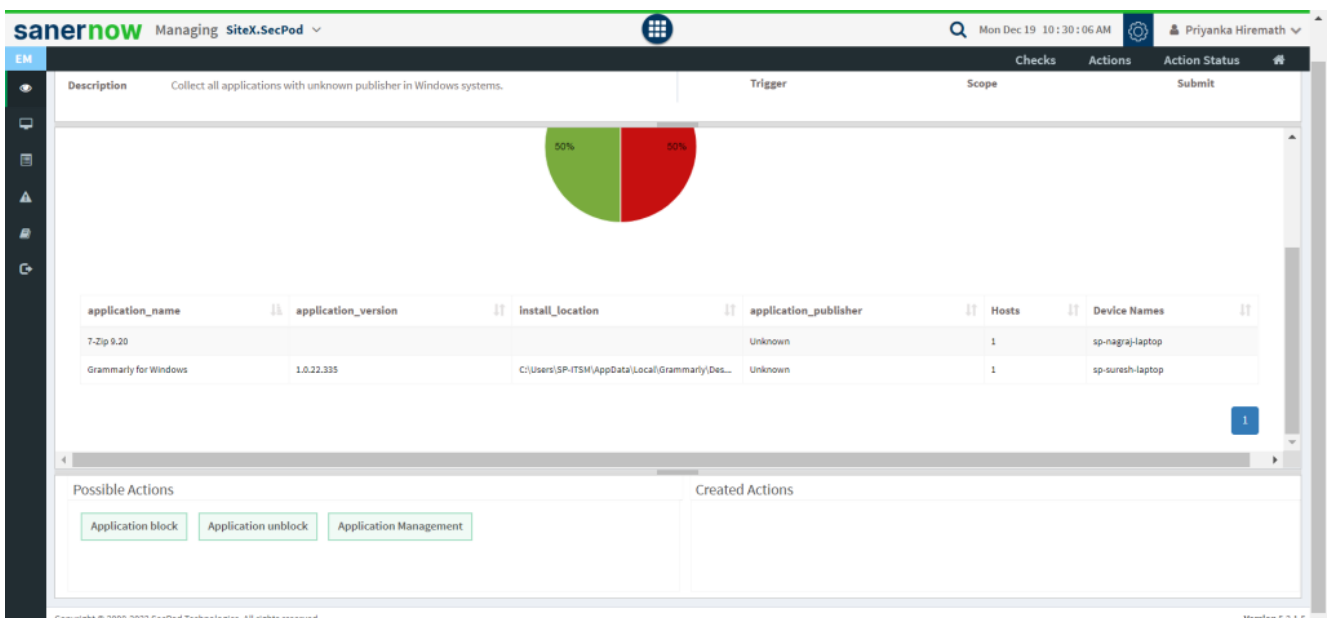 sanernow Managing SiteX.SecPod Mon Dec 19 10:30:06 AM Priyanka Hiremath
EM Checks Actions Action Status
Description Collect all applications with unknown publisher in Windows systems. Trigger Scope Submit
50% 50%
application_name application_version install_location application_publisher Hosts Device Names
7-Zip 9.20 Unknown 1 sp-nagraj-laptop
Grammarly for Windows 1.0.22.335 C:\Users\SP-ITSM\AppData\Local\Grammarly\Des... Unknown 1 sp-suresh-laptop
1
Possible Actions Created Actions
Application block Application unblock Application Management